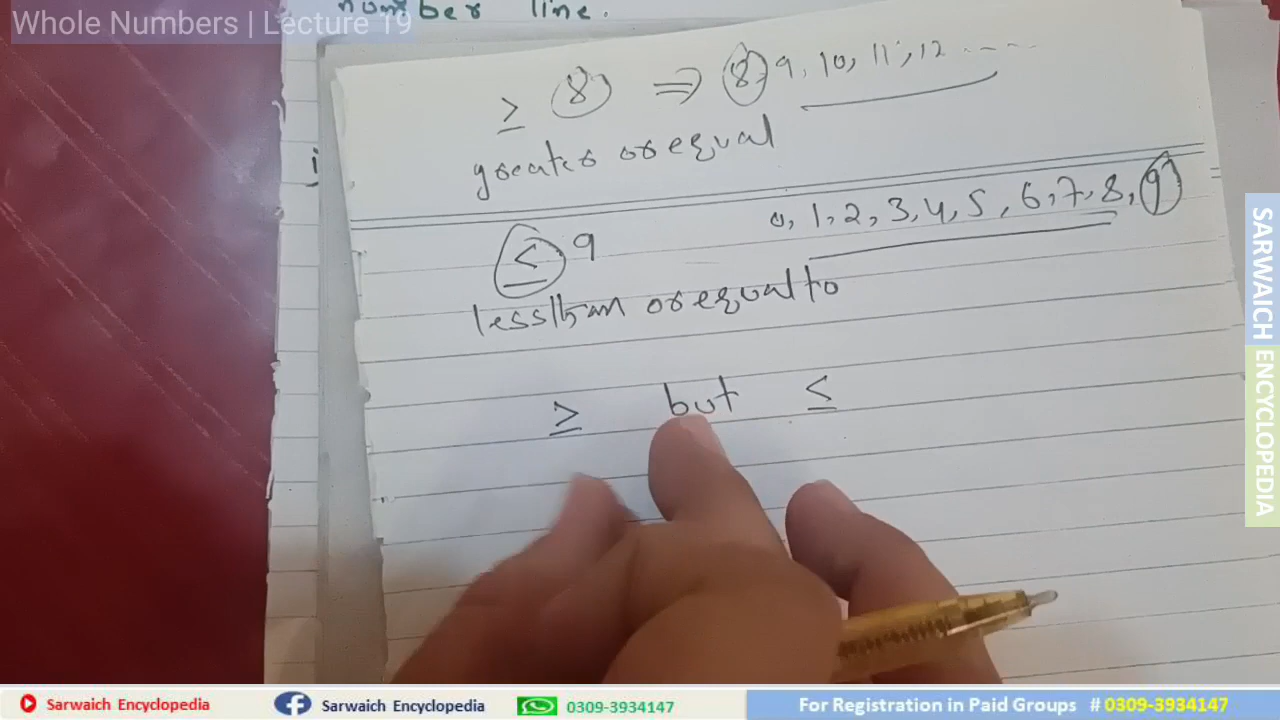 number line.
Whole Numbers | Lecture 19
≥ 8 ⇒ 8, 9, 10, 11, 12 .....
greater or equal
0, 1, 2, 3, 4, 5, 6, 7, 8, 9
≤ 9
less than or equal to
≥ but ≤
SARWAICH ENCYCLOPEDIA
Sarwaich Encyclopedia
Sarwaich Encyclopedia
0309-3934147
For Registration in Paid Groups # 0309-3934147